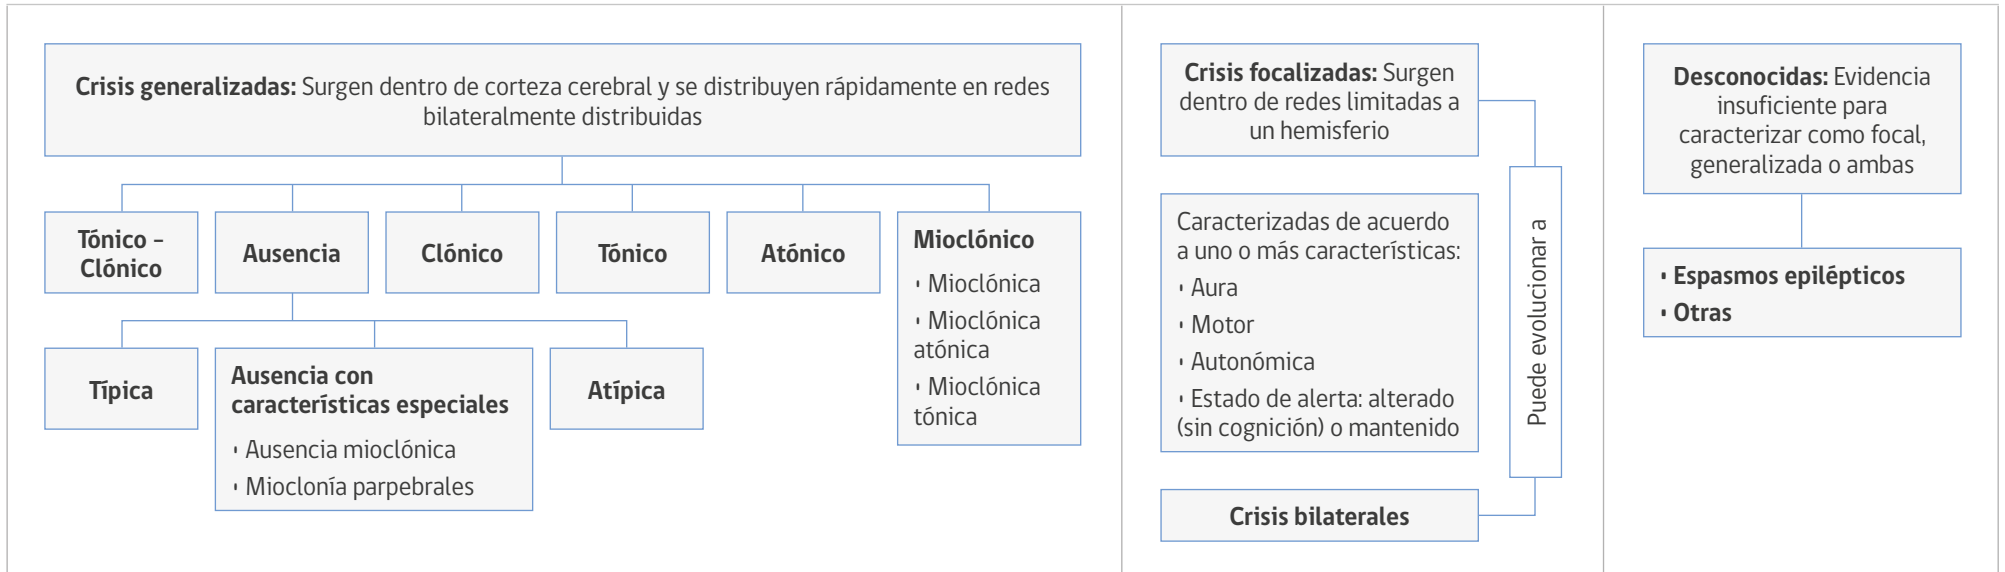 Crisis generalizadas: Surgen dentro de corteza cerebral y se distribuyen rápidamente en redes
bilateralmente distribuidas
Tónico –
Clónico
Ausencia
Clónico
Tónico
Atónico
Mioclónico
• Mioclónica
• Mioclónica
atónica
• Mioclónica
tónica
Típica
Ausencia con
características especiales
• Ausencia mioclónica
• Mioclonía parpebrales
Atípica
Crisis focalizadas: Surgen
dentro de redes limitadas a
un hemisferio
Caracterizadas de acuerdo
a uno o más características:
• Aura
• Motor
• Autonómica
• Estado de alerta: alterado
(sin cognición) o mantenido
Puede evolucionar a
Crisis bilaterales
Desconocidas: Evidencia
insuficiente para
caracterizar como focal,
generalizada o ambas
• Espasmos epilépticos
• Otras